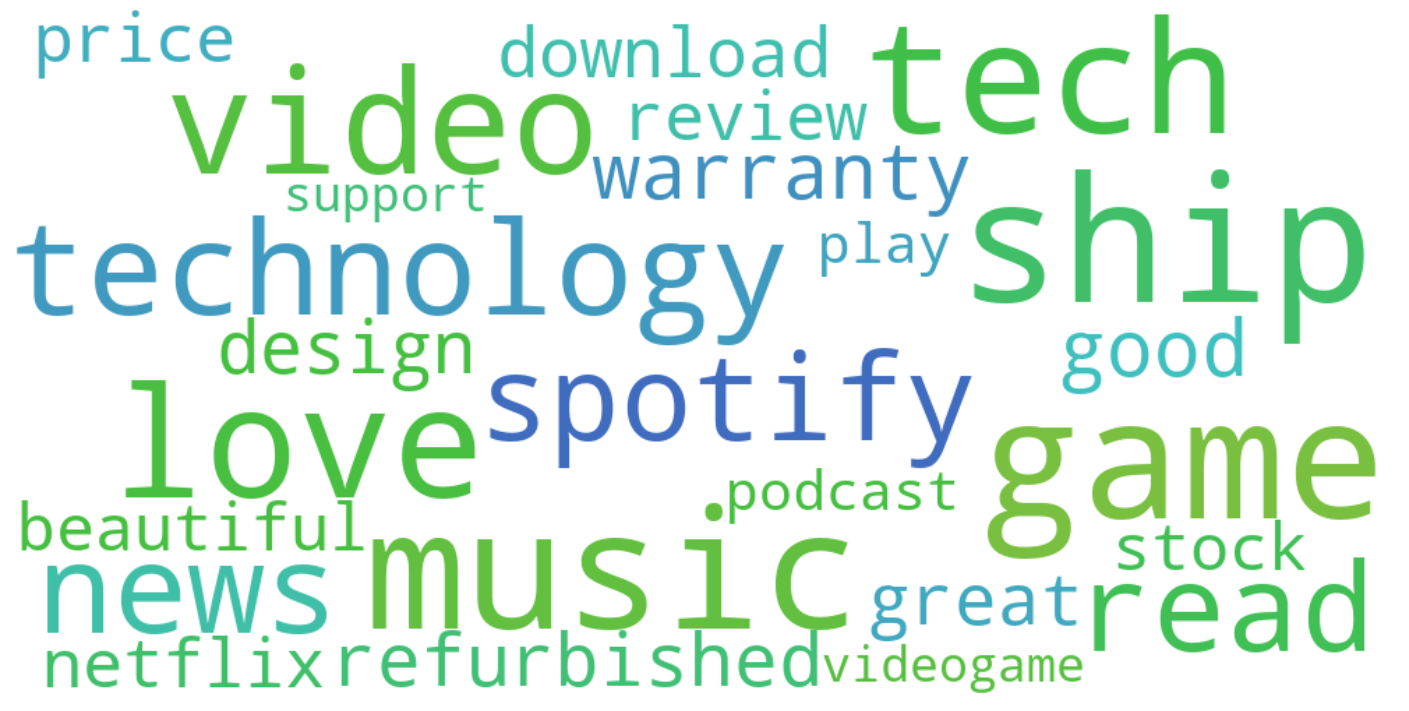 price
download
tech
video
review
warranty
support
ship
technology
play
design
good
spotify
love
game
podcast
beautiful
music
stock
news
great
read
netflix
refurbished
videogame